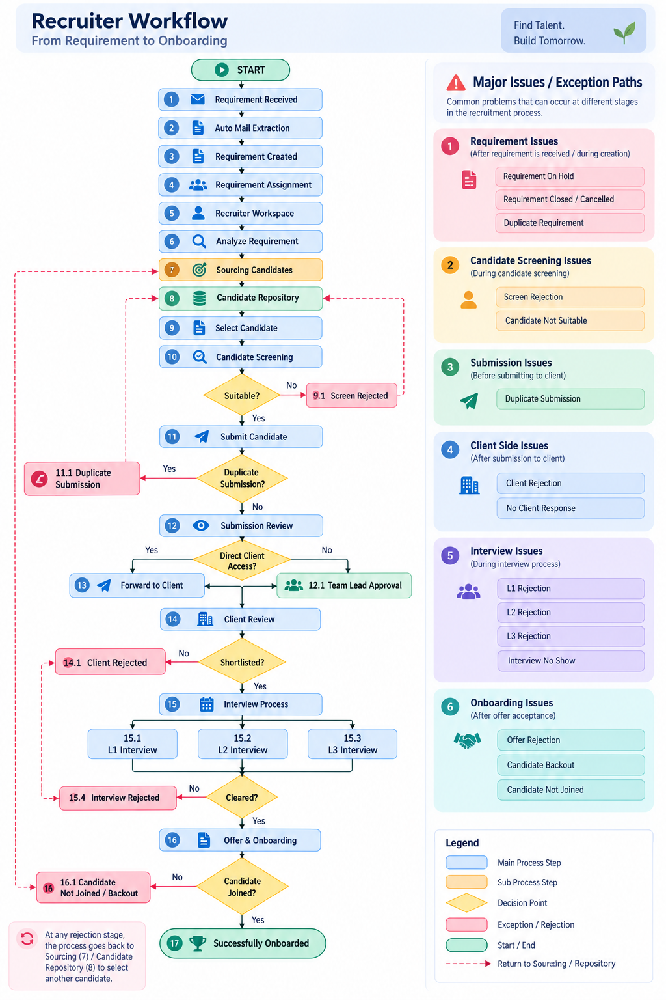 Recruiter Workflow
From Requirement to Onboarding
Find Talent.
Build Tomorrow.
START
1 Requirement Received
2 Auto Mail Extraction
3 Requirement Created
4 Requirement Assignment
5 Recruiter Workspace
6 Analyze Requirement
7 Sourcing Candidates
8 Candidate Repository
9 Select Candidate
10 Candidate Screening
Suitable?
No
9.1 Screen Rejected
Yes
11 Submit Candidate
Duplicate
Submission?
Yes
11.1 Duplicate
Submission
No
12 Submission Review
Direct Client
Access?
Yes
No
13 Forward to Client
12.1 Team Lead Approval
14 Client Review
Shortlisted?
No
14.1 Client Rejected
Yes
15 Interview Process
15.1
L1 Interview
15.2
L2 Interview
15.3
L3 Interview
Cleared?
No
15.4 Interview Rejected
Yes
16 Offer & Onboarding
Candidate
Joined?
No
16 16.1 Candidate
Not Joined / Backout
Yes
17 Successfully Onboarded
At any rejection stage,
the process goes back to
Sourcing (7) / Candidate
Repository (8) to select
another candidate.
Major Issues / Exception Paths
Common problems that can occur at different stages
in the recruitment process.
1 Requirement Issues
(After requirement is received / during creation)
Requirement On Hold
Requirement Closed / Cancelled
Duplicate Requirement
2 Candidate Screening Issues
(During candidate screening)
Screen Rejection
Candidate Not Suitable
3 Submission Issues
(Before submitting to client)
Duplicate Submission
4 Client Side Issues
(After submission to client)
Client Rejection
No Client Response
5 Interview Issues
(During interview process)
L1 Rejection
L2 Rejection
L3 Rejection
Interview No Show
6 Onboarding Issues
(After offer acceptance)
Offer Rejection
Candidate Backout
Candidate Not Joined
Legend
Main Process Step
Sub Process Step
Decision Point
Exception / Rejection
Start / End
Return to Sourcing / Repository